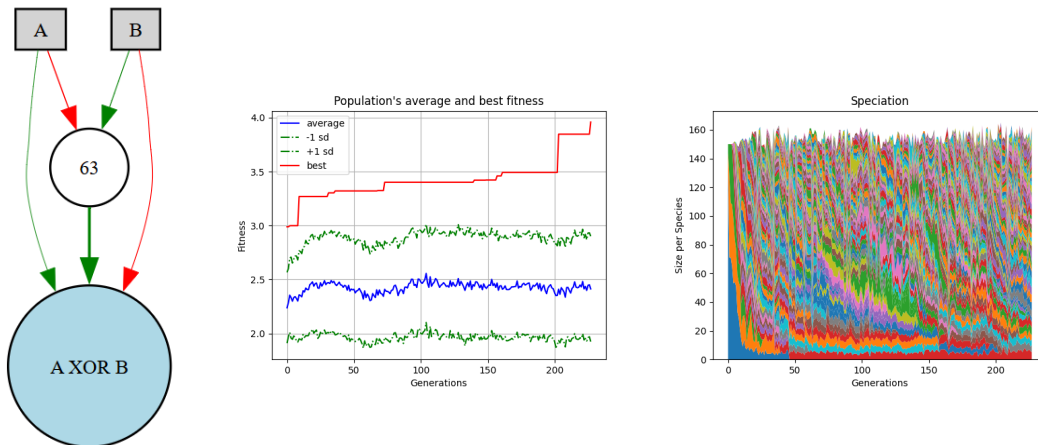 A
B
63
A XOR B
Population's average and best fitness
average
-1 sd
+1 sd
best
4.0
3.5
3.0
2.5
2.0
Fitness
0
50
100
150
200
Generations
Speciation
160
140
120
100
80
60
40
20
0
Size per Species
0
50
100
150
200
Generations